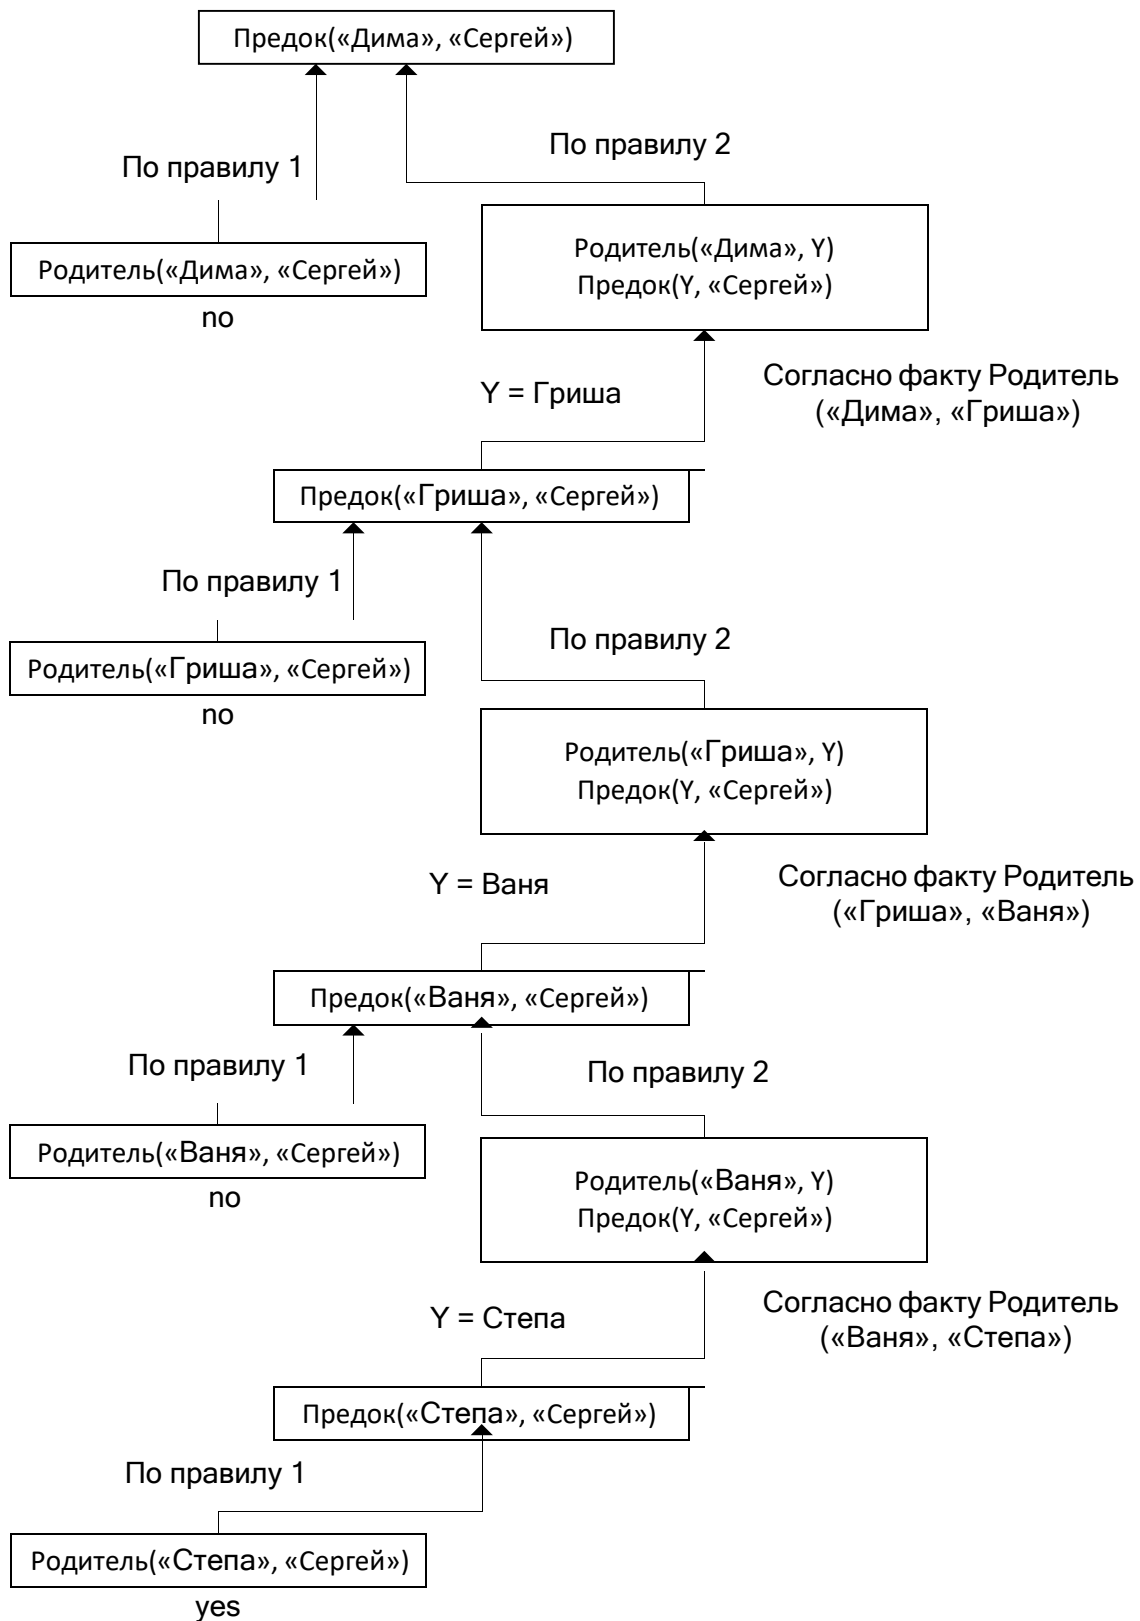 Предок(«Дима», «Сергей»)
По правилу 2
По правилу 1
Родитель(«Дима», Y)
Предок(Y, «Сергей»)
Родитель(«Дима», «Сергей»)
no
Согласно факту Родитель
(«Дима», «Гриша»)
Y = Гриша
Предок(«Гриша», «Сергей»)
По правилу 1
По правилу 2
Родитель(«Гриша», «Сергей»)
no
Родитель(«Гриша», Y)
Предок(Y, «Сергей»)
Y = Ваня
Согласно факту Родитель
(«Гриша», «Ваня»)
Предок(«Ваня», «Сергей»)
По правилу 1
По правилу 2
Родитель(«Ваня», «Сергей»)
no
Родитель(«Ваня», Y)
Предок(Y, «Сергей»)
Y = Степа
Согласно факту Родитель
(«Ваня», «Степа»)
Предок(«Степа», «Сергей»)
По правилу 1
Родитель(«Степа», «Сергей»)
yes